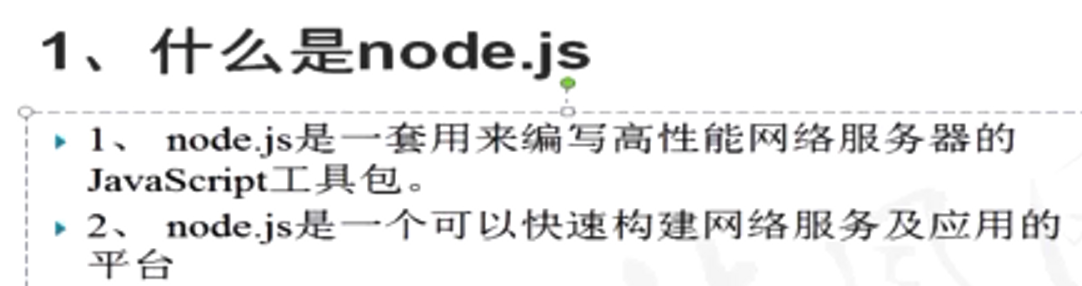 1、什么是node.js
1、 node.js是一套用来编写高性能网络服务器的
JavaScript工具包。
2、 node.js是一个可以快速构建网络服务及应用的
平台